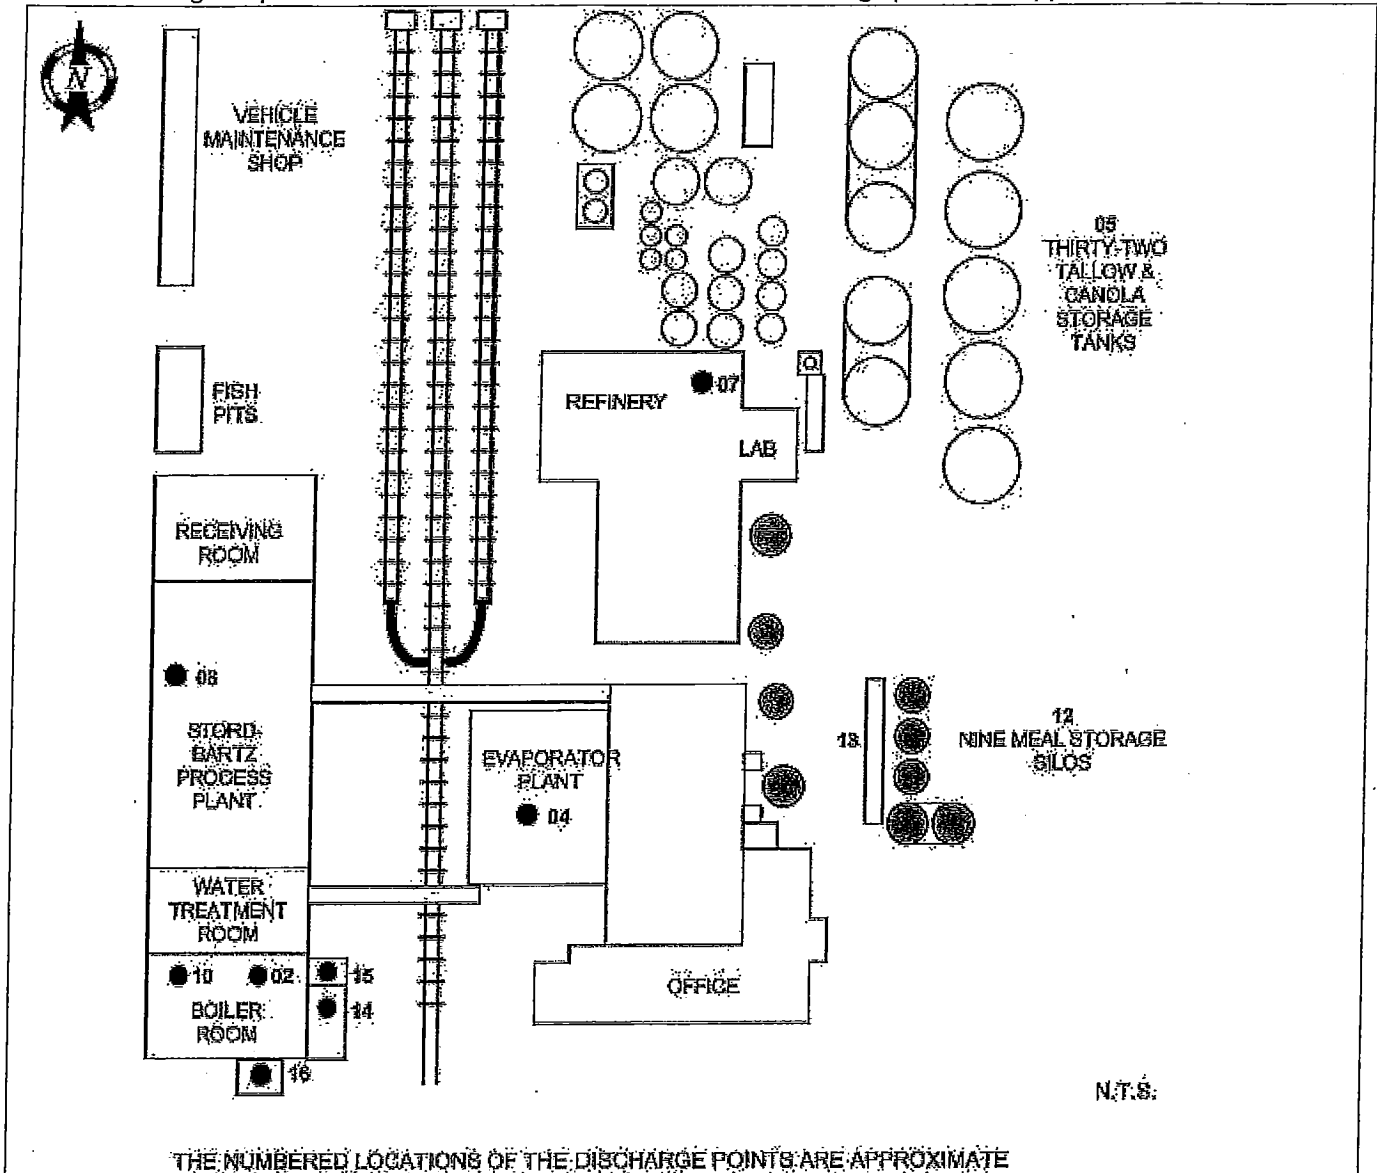 N
VEHICLE
MAINTENANCE
SHOP
05
THIRTY-TWO
TALLOW &
CANOLA
STORAGE
TANKS
FISH
PITS
REFINERY
07
LAB
RECEIVING
ROOM
03
STORD-
BARTZ
PROCESS
PLANT
EVAPORATOR
PLANT
04
13
12
NINE MEAL STORAGE
SILOS
WATER
TREATMENT
ROOM
10
02
15
BOILER
ROOM
14
OFFICE
16
N.T.S.
THE NUMBERED LOCATIONS OF THE DISCHARGE POINTS ARE APPROXIMATE